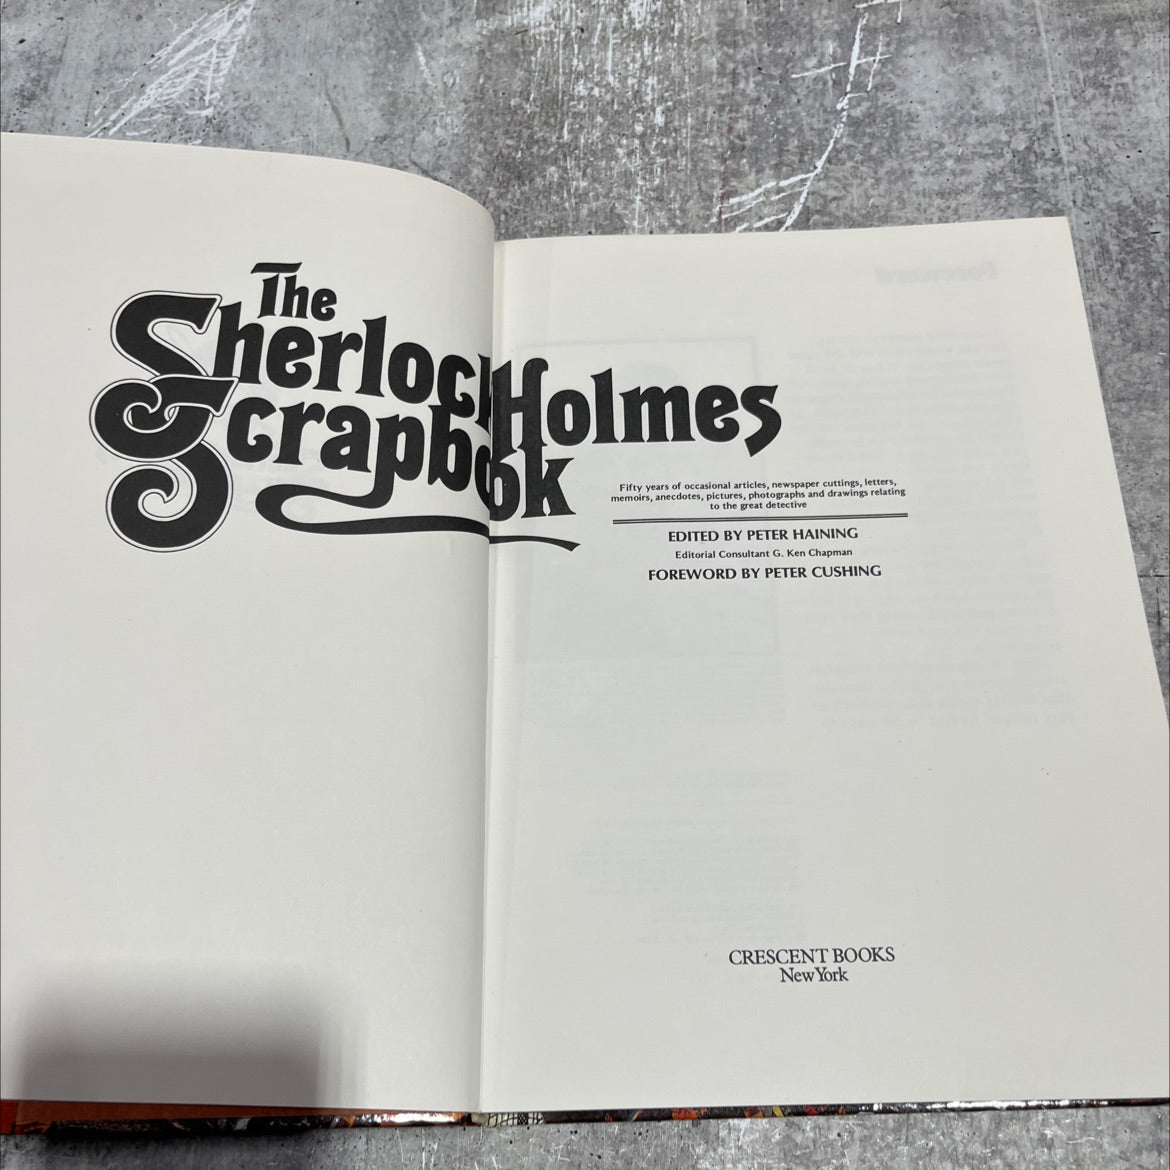 The
Sherlock Holmes
Scrapbook
Fifty years of occasional articles, newspaper cuttings, letters,
memoirs, anecdotes, pictures, photographs and drawings relating
to the great detective
EDITED BY PETER HAINING
Editorial Consultant G. Ken Chapman
FOREWORD BY PETER CUSHING
CRESCENT BOOKS
New York